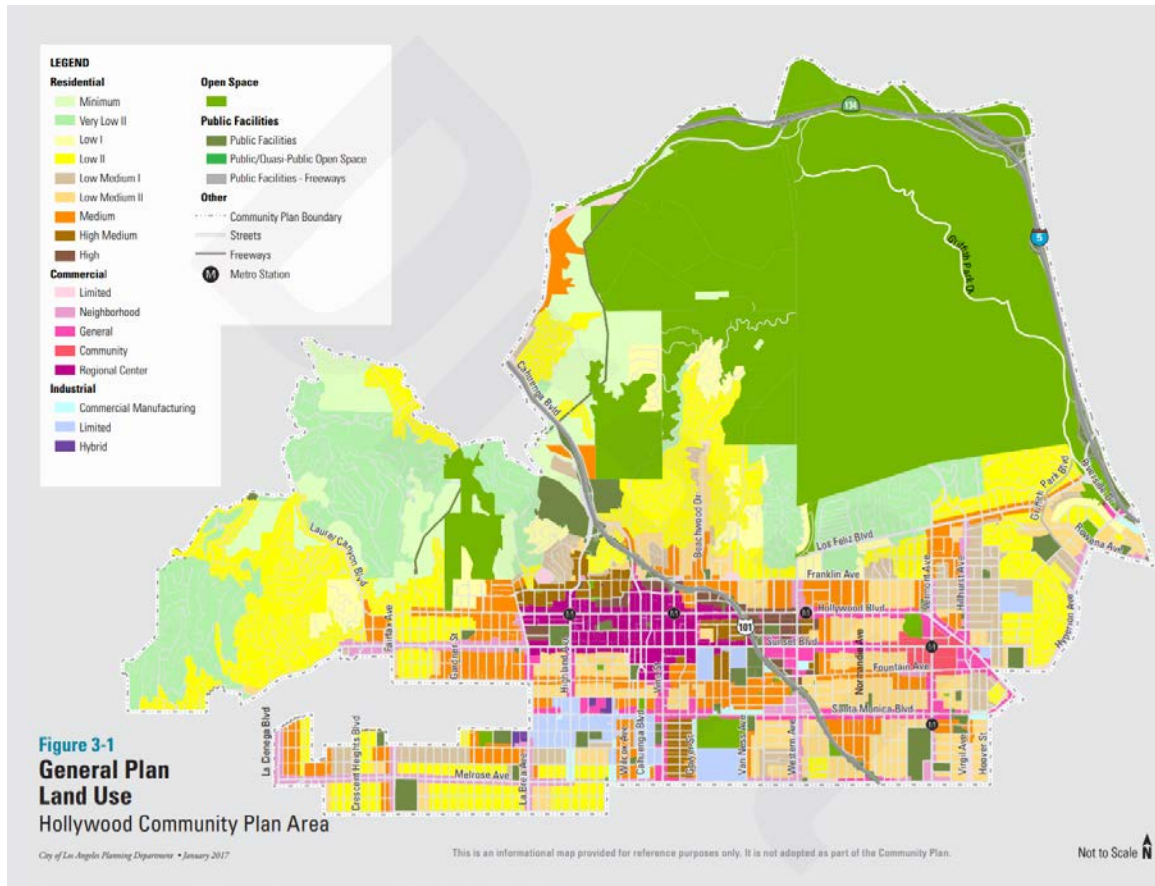 LEGEND
Residential
Minimum
Very Low II
Low I
Low II
Low Medium I
Low Medium II
Medium
High Medium
High
Commercial
Limited
Neighborhood
General
Community
Regional Center
Industrial
Commercial Manufacturing
Limited
Hybrid
Open Space
Public Facilities
Public Facilities
Public/Quasi-Public Open Space
Public Facilities - Freeways
Other
Community Plan Boundary
Streets
Freeways
M Metro Station
134
5
Griffith Park Dr
Cahuenga Blvd
Laurel Canyon Blvd
Beachwood Dr
Los Feliz Blvd
Griffith Park Blvd
Riverside Dr
Rowena Ave
Hyperion Ave
Franklin Ave
Vermont Ave
Hillhurst Ave
Hollywood Blvd
M
M
M
101
Sunset Blvd
M
Fairfax Ave
Gardner St
Highland Ave
Vine St
Normandie Ave
Fountain Ave
Santa Monica Blvd
M
La Cienega Blvd
Crescent Heights Blvd
Melrose Ave
La Brea Ave
Wilcox Ave
Cahuenga Blvd
Gower St
Van Ness Ave
Western Ave
Virgil Ave
Hoover St
Figure 3-1
General Plan
Land Use
Hollywood Community Plan Area
City of Los Angeles Planning Department • January 2017
This is an informational map provided for reference purposes only. It is not adopted as part of the Community Plan.
Not to Scale N